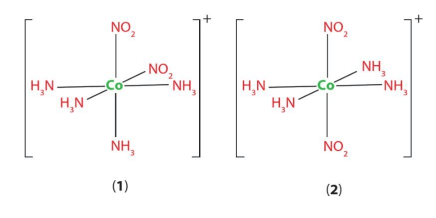 NO₂ + NO₂ +
NO₂ NH₃
H₃N Co NH₃ H₃N Co NH₃
H₃N H₃N
NH₃ NO₂
(1) (2)